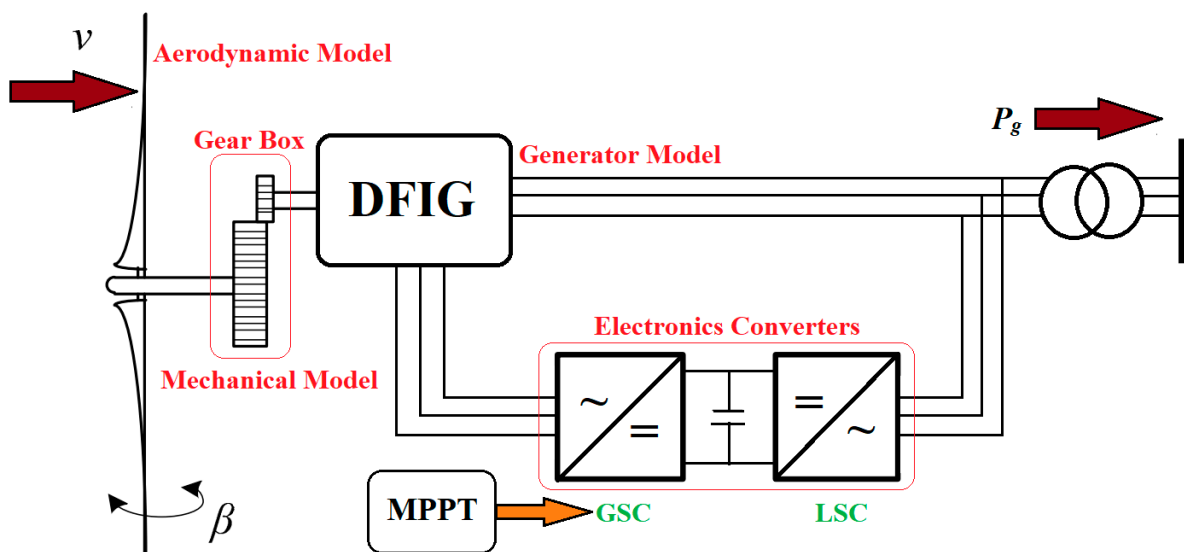 v
Aerodynamic Model
P_g
Gear Box
Generator Model
DFIG
Electronics Converters
Mechanical Model
~
=
=
~
MPPT
GSC
LSC
β